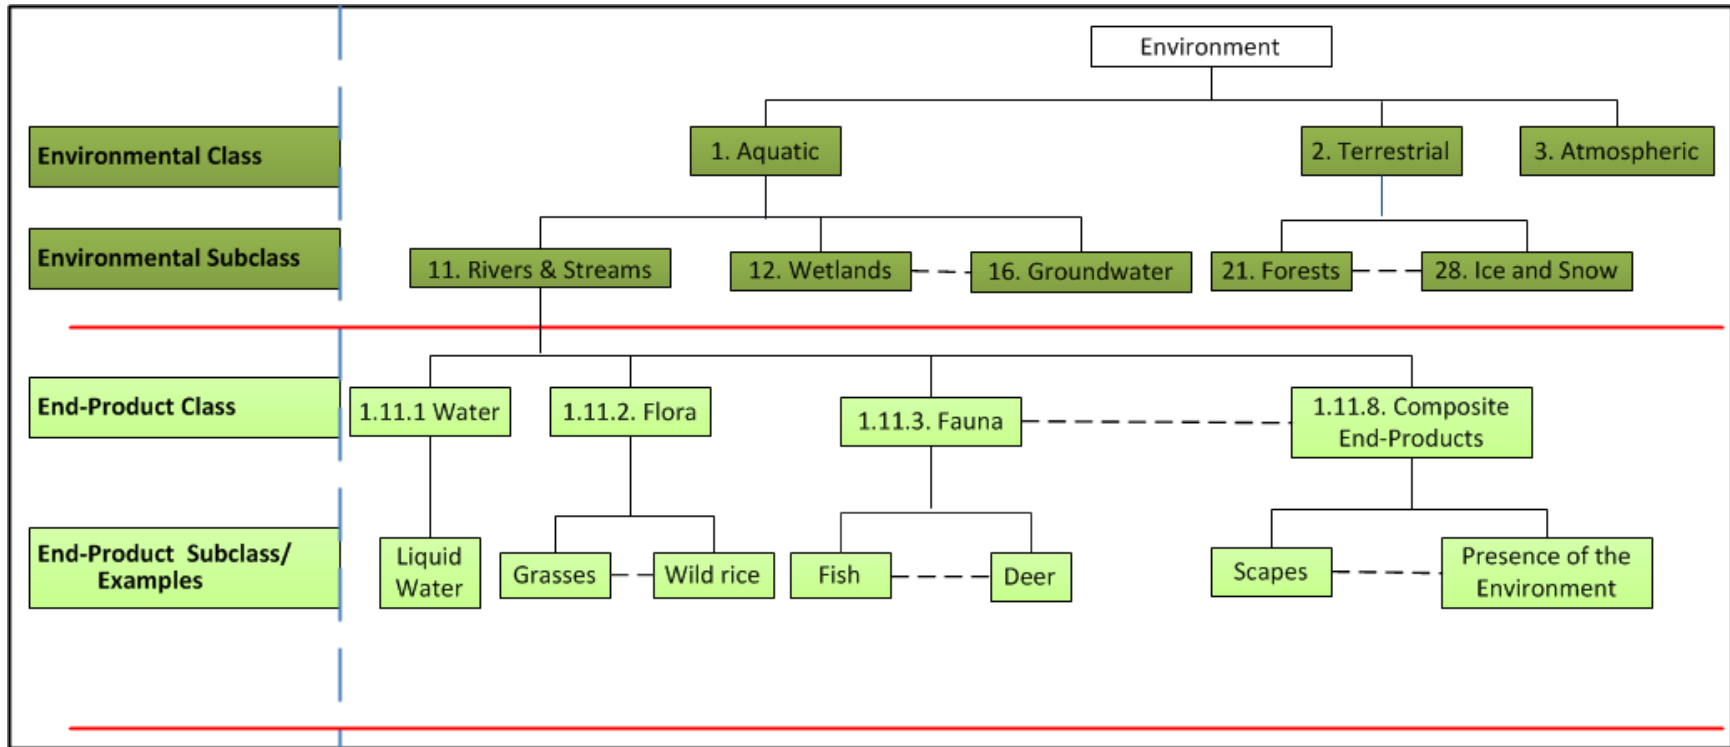 Environment
Environmental Class
1. Aquatic
2. Terrestrial
3. Atmospheric
Environmental Subclass
11. Rivers & Streams
12. Wetlands
16. Groundwater
21. Forests
28. Ice and Snow
End-Product Class
1.11.1 Water
1.11.2. Flora
1.11.3. Fauna
1.11.8. Composite
End-Products
End-Product Subclass/
Examples
Liquid
Water
Grasses
Wild rice
Fish
Deer
Scapes
Presence of the
Environment